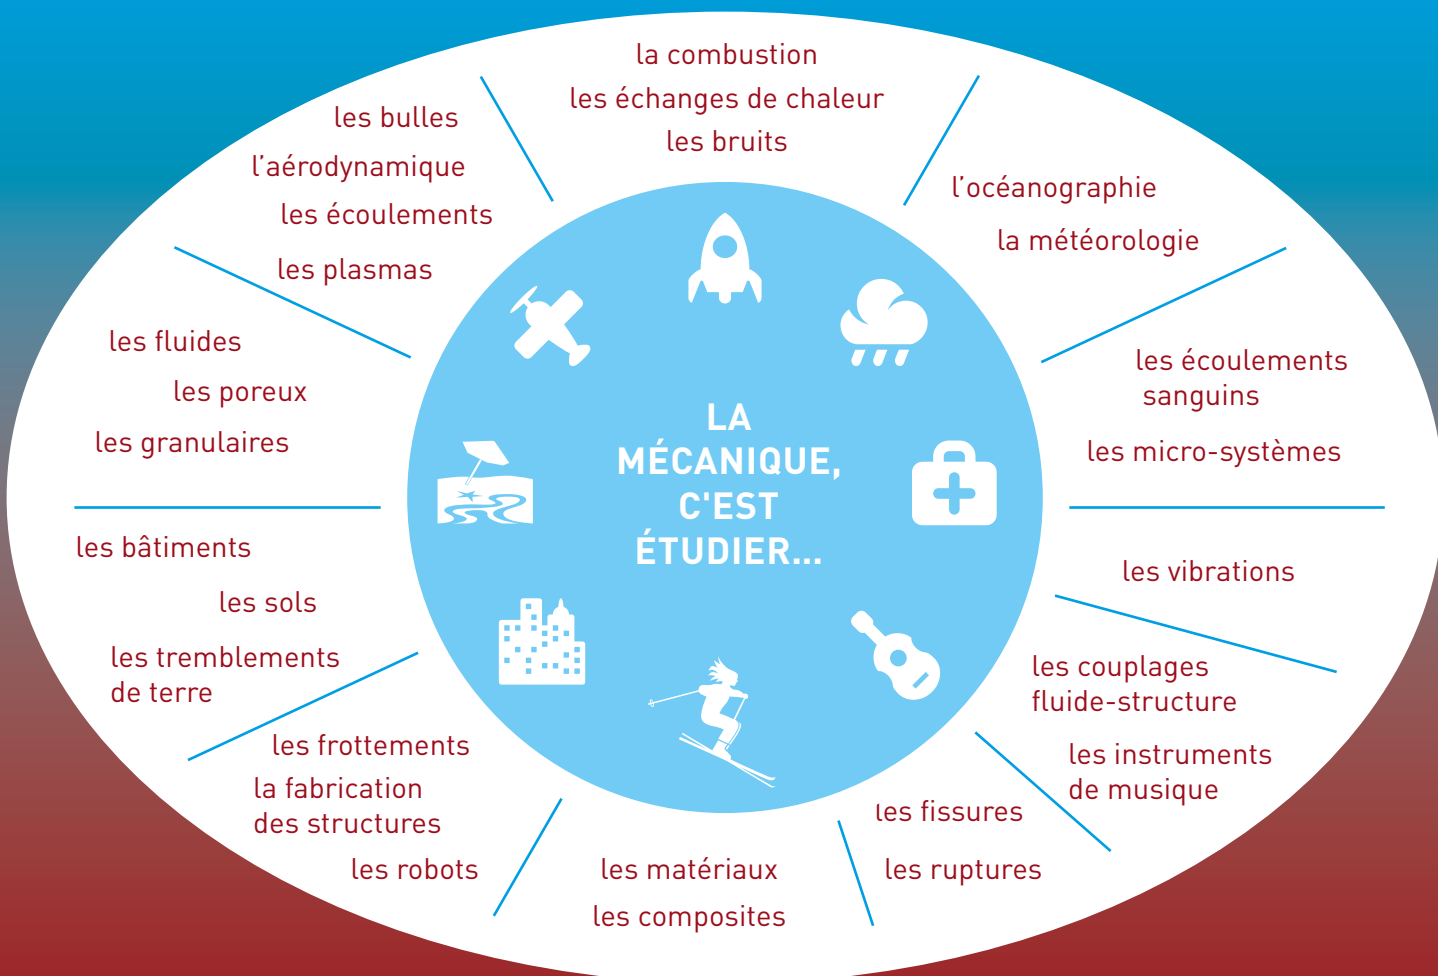 la combustion
les échanges de chaleur
les bruits
les bulles
l'aérodynamique
les écoulements
les plasmas
l'océanographie
la météorologie
les fluides
les poreux
les granulaires
les écoulements
sanguins
les micro-systèmes
LA
MÉCANIQUE,
C'EST
ÉTUDIER...
les bâtiments
les sols
les tremblements
de terre
les vibrations
les couplages
fluide-structure
les instruments
de musique
les frottements
la fabrication
des structures
les robots
les matériaux
les composites
les fissures
les ruptures